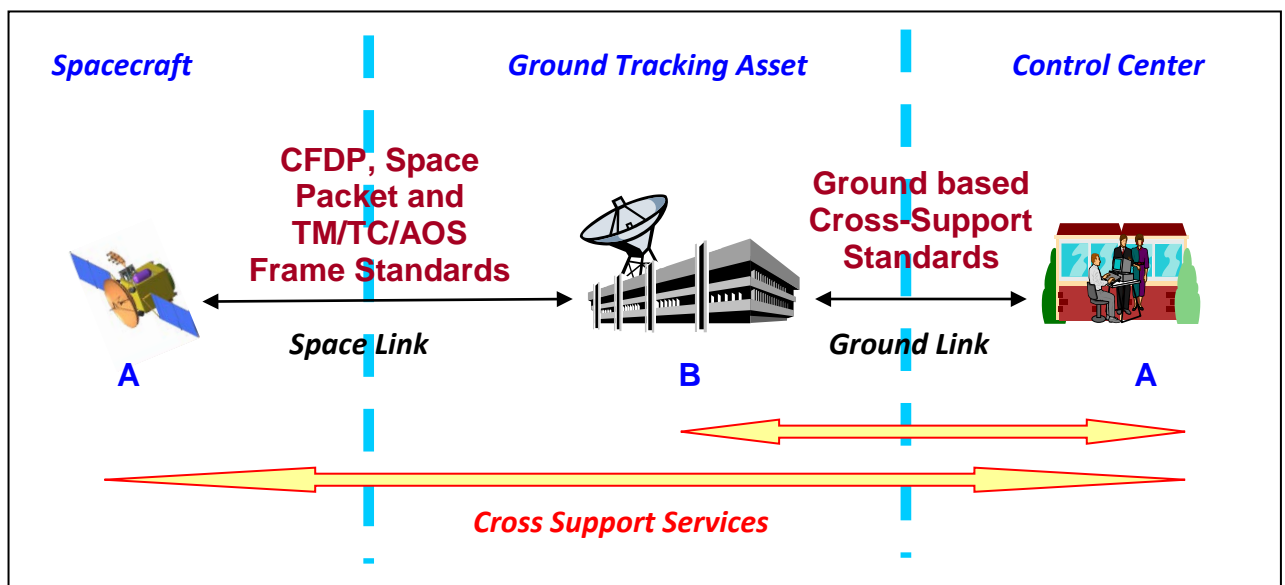 Spacecraft
Ground Tracking Asset
Control Center
CFDP, Space
Packet and
TM/TC/AOS
Frame Standards
Ground based
Cross-Support
Standards
Space Link
Ground Link
A
B
A
Cross Support Services